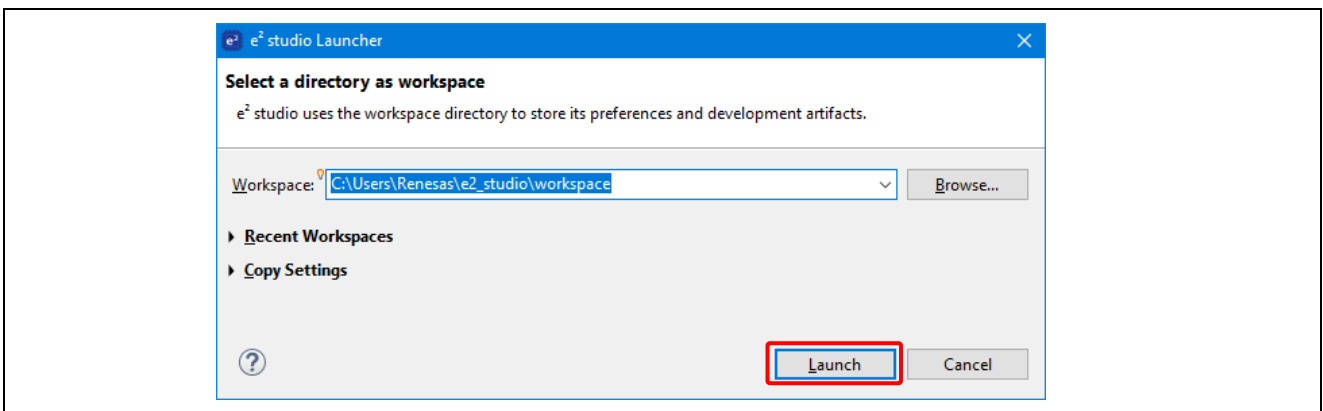 e² e² studio Launcher
Select a directory as workspace
e² studio uses the workspace directory to store its preferences and development artifacts.
Workspace: C:\Users\Renesas\e2_studio\workspace Browse...
Recent Workspaces
Copy Settings
? Launch Cancel